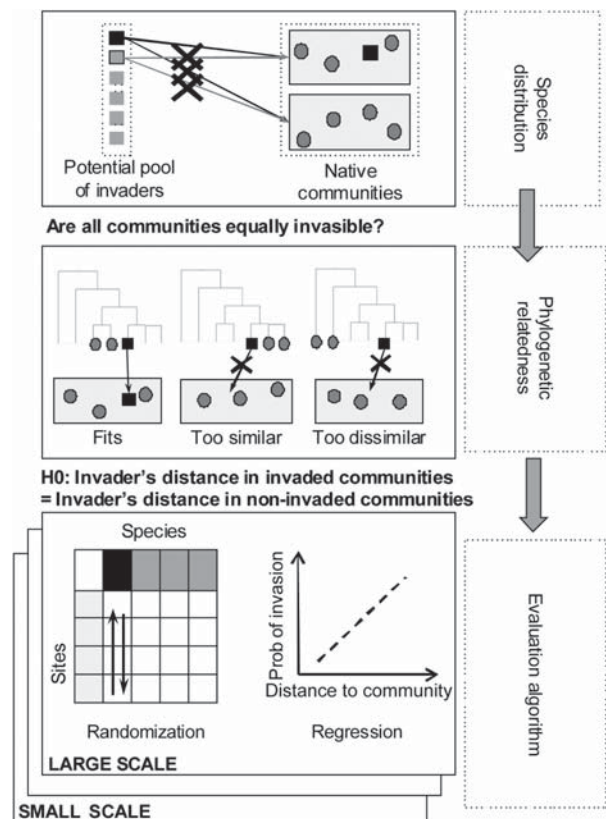 Potential pool
of invaders
Native
communities
Species
distribution
Are all communities equally invasible?
Fits
Too similar
Too dissimilar
Phylogenetic
relatedness
H0: Invader's distance in invaded communities
= Invader's distance in non-invaded communities
Species
Sites
Randomization
Prob of invasion
Distance to community
Regression
LARGE SCALE
SMALL SCALE
Evaluation algorithm